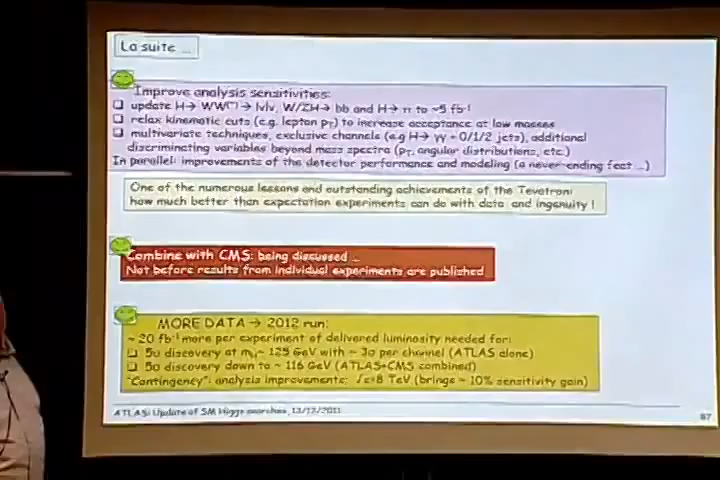 La suite ...
Improve analysis sensitivities:
❑ update H→ WW(*)→ lνlν, W/ZH→ bb and H→ ττ to ~5 fb-1
❑ relax kinematic cuts (e.g. lepton pT) to increase acceptance at low masses
❑ multivariate techniques, exclusive channels (e.g H→ γγ + 0/1/2 jets), additional
discriminating variables beyond mass spectra (pT, angular distributions, etc.)
In parallel: improvements of the detector performance and modeling (a never-ending feat ...)
One of the numerous lessons and outstanding achievements of the Tevatron:
how much better than expectation experiments can do with data and ingenuity !
Combine with CMS: being discussed ...
Not before results from individual experiments are published
MORE DATA → 2012 run:
~ 20 fb-1 more per experiment of delivered luminosity needed for:
❑ 5σ discovery at mH~ 125 GeV with ~ 3σ per channel (ATLAS alone)
❑ 5σ discovery down to ~ 116 GeV (ATLAS+CMS combined)
"Contingency": analysis improvements; √s=8 TeV (brings ~ 10% sensitivity gain)
ATLAS: Update of SM Higgs searches, 13/12/2011